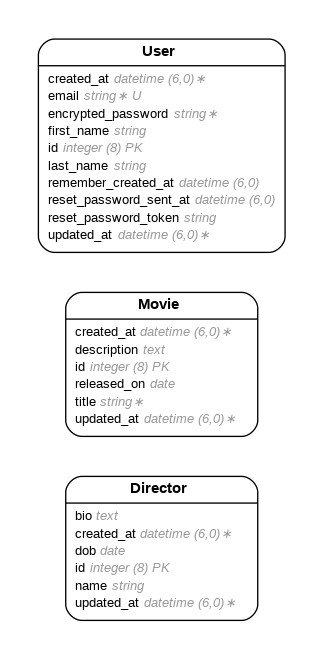 User
created_at datetime (6,0)∗
email string∗ U
encrypted_password string∗
first_name string
id integer (8) PK
last_name string
remember_created_at datetime (6,0)
reset_password_sent_at datetime (6,0)
reset_password_token string
updated_at datetime (6,0)∗
Movie
created_at datetime (6,0)∗
description text
id integer (8) PK
released_on date
title string∗
updated_at datetime (6,0)∗
Director
bio text
created_at datetime (6,0)∗
dob date
id integer (8) PK
name string
updated_at datetime (6,0)∗